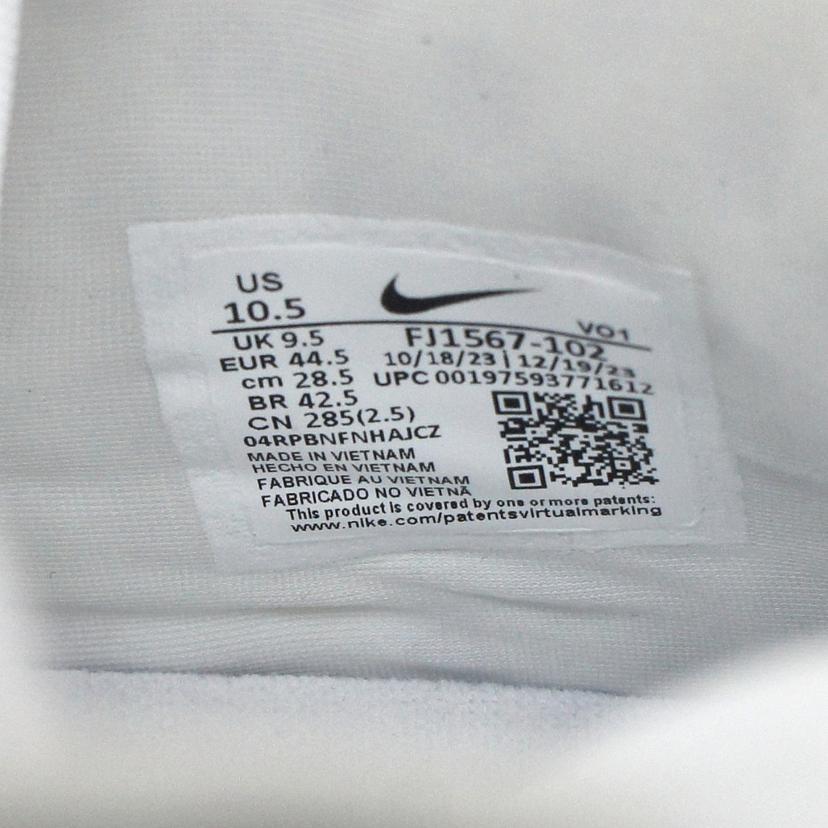 US
10.5
VO1
UK 9.5
FJ1567-102
EUR 44.5
10/18/23 | 12/19/23
cm 28.5
UPC 00197593771612
BR 42.5
CN 285(2.5)
04RPBNFNHAJCZ
MADE IN VIETNAM
HECHO EN VIETNAM
FABRIQUE AU VIETNAM
FABRICADO NO VIETNÃ
This product is covered by one or more patents:
www.nike.com/patentsvirtualmarking